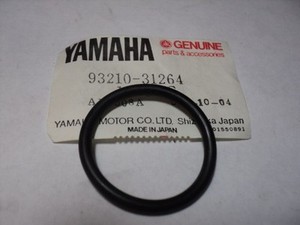 YAMAHA GENUINE
parts & accessories
93210-31264
10-04
YAMAHA MOTOR CO.LTD. Shizuoka Japan
MADE IN JAPAN